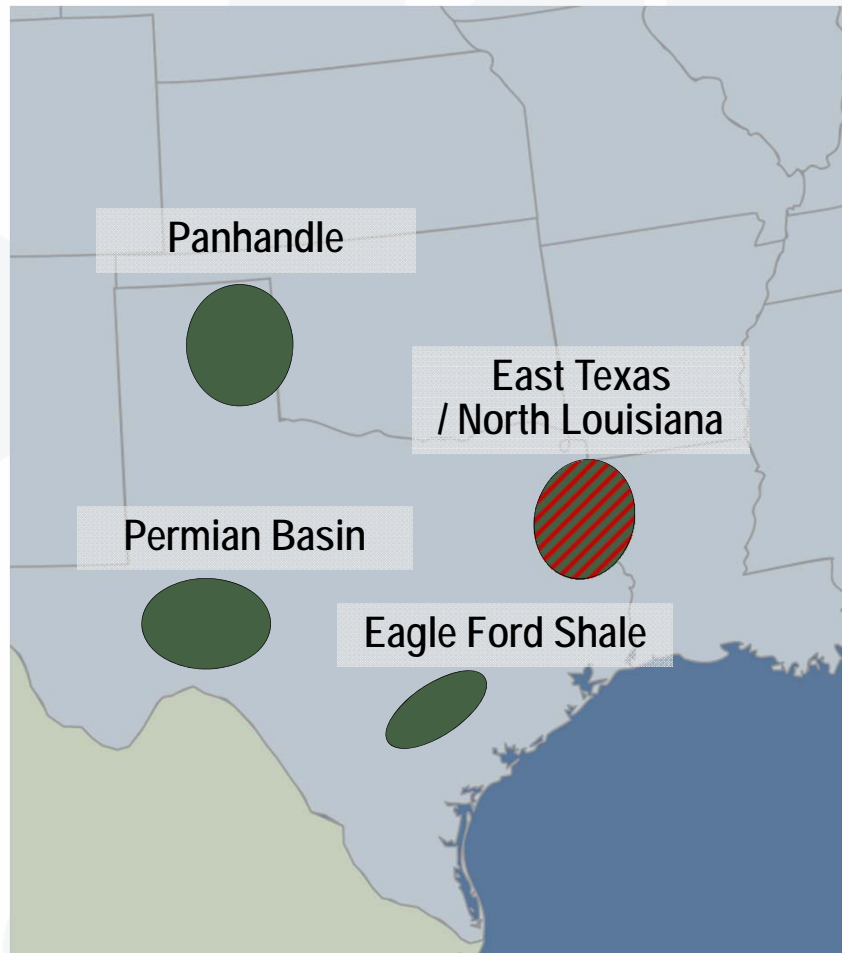 Panhandle
East Texas
/ North Louisiana
Permian Basin
Eagle Ford Shale